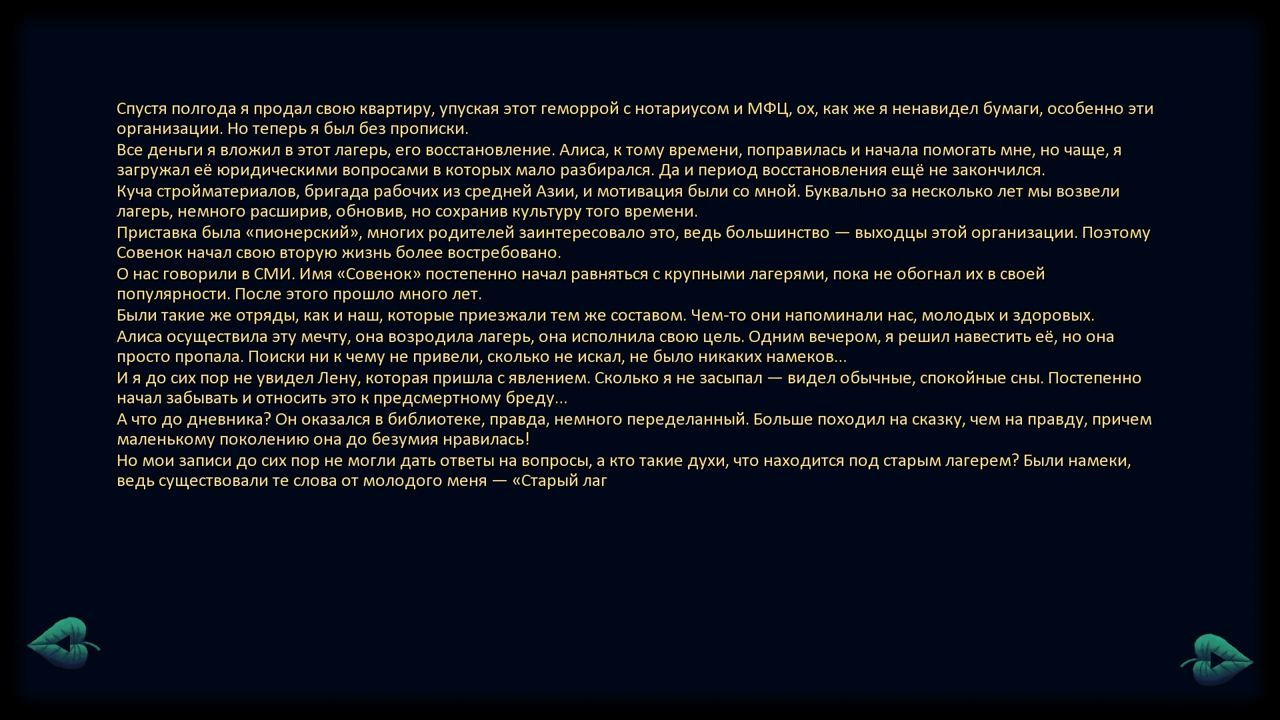 Спустя полгода я продал свою квартиру, упуская этот геморрой с нотариусом и МФЦ, ох, как же я ненавидел бумаги, особенно эти
организации. Но теперь я был без прописки.
Все деньги я вложил в этот лагерь, его восстановление. Алиса, к тому времени, поправилась и начала помогать мне, но чаще, я
загружал её юридическими вопросами в которых мало разбирался. Да и период восстановления ещё не закончился.
Куча стройматериалов, бригада рабочих из средней Азии, и мотивация были со мной. Буквально за несколько лет мы возвели
лагерь, немного расширив, обновив, но сохранив культуру того времени.
Приставка была «пионерский», многих родителей заинтересовало это, ведь большинство — выходцы этой организации. Поэтому
Совенок начал свою вторую жизнь более востребовано.
О нас говорили в СМИ. Имя «Совенок» постепенно начал равняться с крупными лагерями, пока не обогнал их в своей
популярности. После этого прошло много лет.
Были такие же отряды, как и наш, которые приезжали тем же составом. Чем-то они напоминали нас, молодых и здоровых.
Алиса осуществила эту мечту, она возродила лагерь, она исполнила свою цель. Одним вечером, я решил навестить её, но она
просто пропала. Поиски ни к чему не привели, сколько не искал, не было никаких намеков...
И я до сих пор не увидел Лену, которая пришла с явлением. Сколько я не засыпал — видел обычные, спокойные сны. Постепенно
начал забывать и относить это к предсмертному бреду...
А что до дневника? Он оказался в библиотеке, правда, немного переделанный. Больше походил на сказку, чем на правду, причем
маленькому поколению она до безумия нравилась!
Но мои записи до сих пор не могли дать ответы на вопросы, а кто такие духи, что находится под старым лагерем? Были намеки,
ведь существовали те слова от молодого меня — «Старый лаг